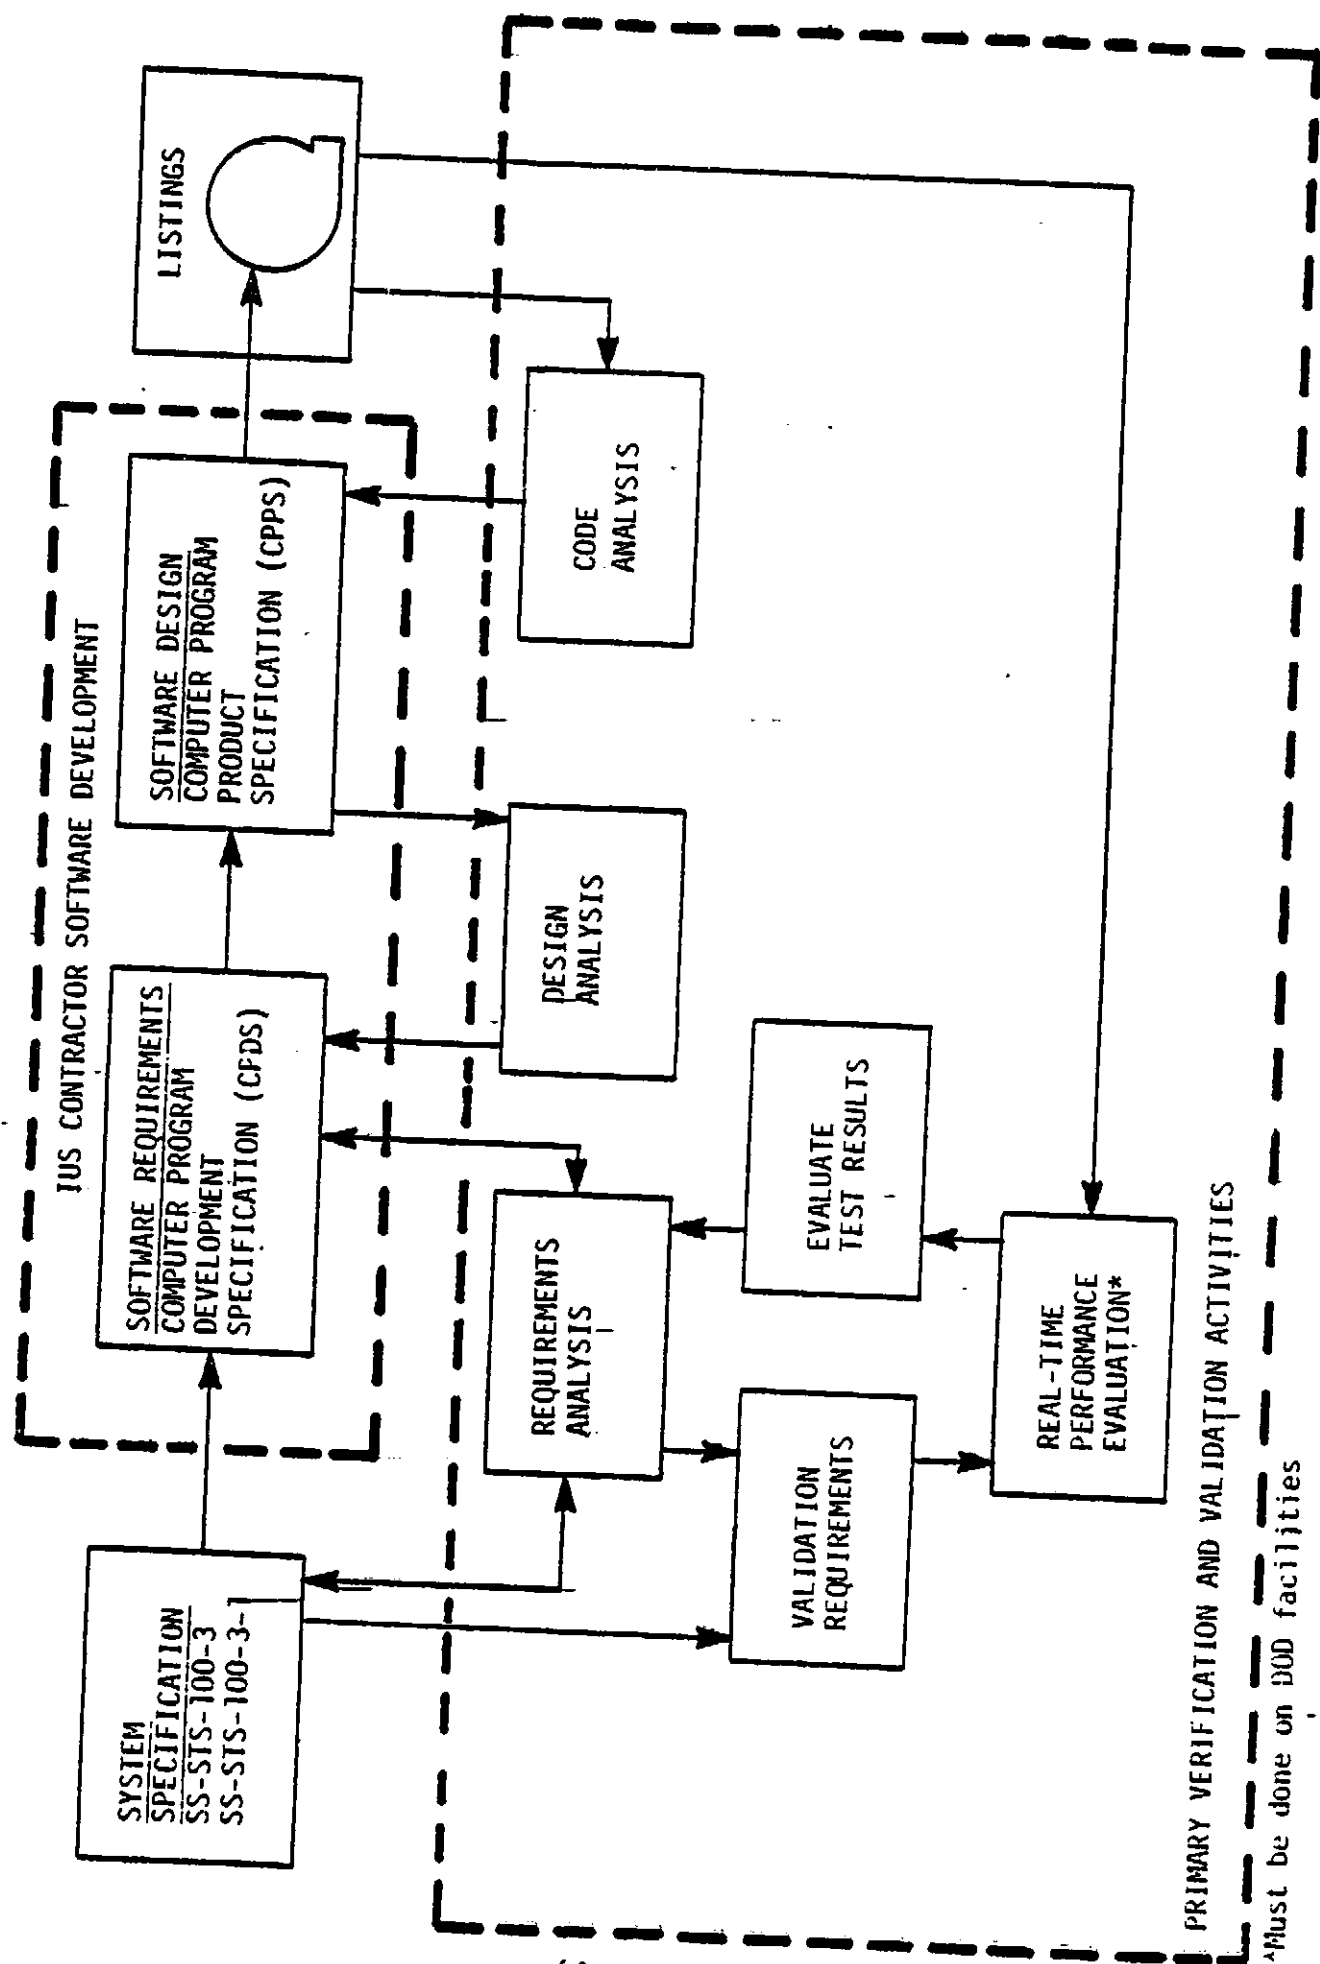 IUS CONTRACTOR SOFTWARE DEVELOPMENT
SYSTEM
SPECIFICATION
SS-STS-100-3
SS-STS-100-3-1
SOFTWARE REQUIREMENTS
COMPUTER PROGRAM
DEVELOPMENT
SPECIFICATION (CPDS)
SOFTWARE DESIGN
COMPUTER PROGRAM
PRODUCT
SPECIFICATION (CPPS)
LISTINGS
REQUIREMENTS
ANALYSIS
DESIGN
ANALYSIS
CODE
ANALYSIS
VALIDATION
REQUIREMENTS
EVALUATE
TEST RESULTS
REAL-TIME
PERFORMANCE
EVALUATION*
PRIMARY VERIFICATION AND VALIDATION ACTIVITIES
*Must be done on DOD facilities